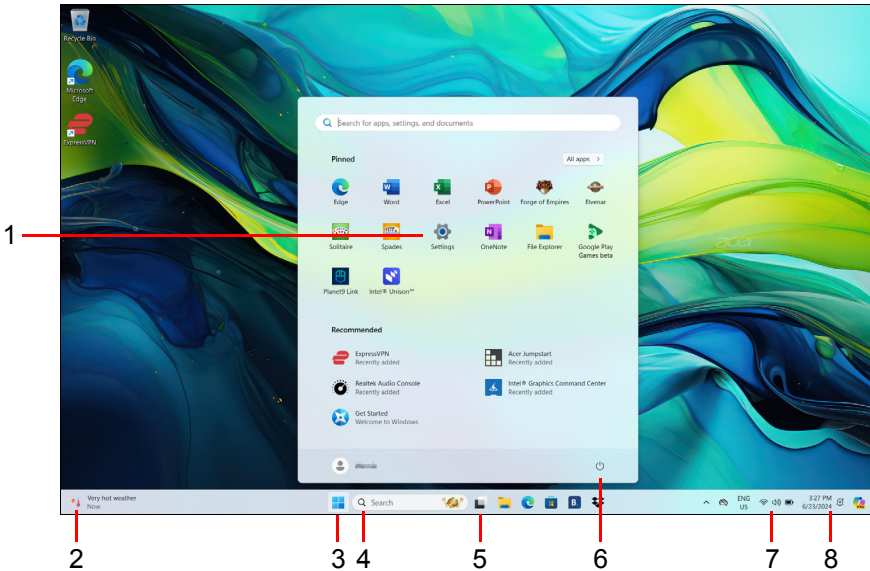 Recycle Bin
Microsoft
Edge
ExpressVPN
Search for apps, settings, and documents
Pinned
All apps >
Edge Word Excel PowerPoint Forge of Empires Elvenar
1
Solitaire Spades Settings OneNote File Explorer Google Play
Games beta
Planet9 Link Intel® Unison™
acer
Recommended
ExpressVPN
Recently added
Acer Jumpstart
Recently added
Realtek Audio Console
Recently added
Intel® Graphics Command Center
Recently added
Get Started
Welcome to Windows
Very hot weather
Now
Search
B
ENG
US
3:27 PM
6/23/2024
2 3 4 5 6 7 8